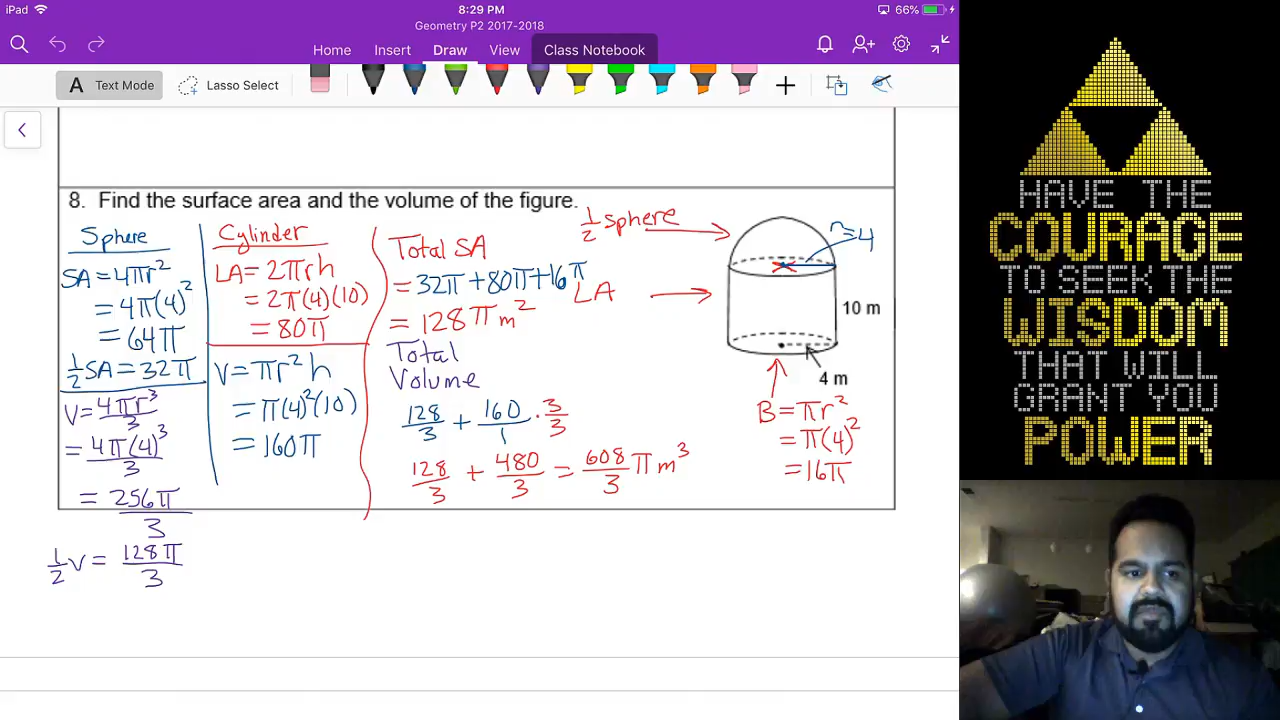 iPad
8:29 PM
66%
Geometry P2 2017-2018
Home Insert Draw View Class Notebook
A Text Mode Lasso Select
8. Find the surface area and the volume of the figure.
Sphere
SA = 4πr²
= 4π(4)²
= 64π
½ SA = 32π
V = 4πr³/3
= 4π(4)³/3
= 256π/3
½ V = 128π/3
Cylinder
LA = 2πrh
= 2π(4)(10)
= 80π
V = πr²h
= π(4)²(10)
= 160π
Total SA
= 32π + 80π + 16π
= 128π m²
Total
Volume
128/3 + 160/1 · 3/3
128/3 + 480/3 = 608/3 π m³
½ sphere
LA
r=4
10 m
4 m
B = πr²
= π(4)²
= 16π
HAVE THE
COURAGE
TO SEEK THE
WISDOM
THAT WILL
GRANT YOU
POWER